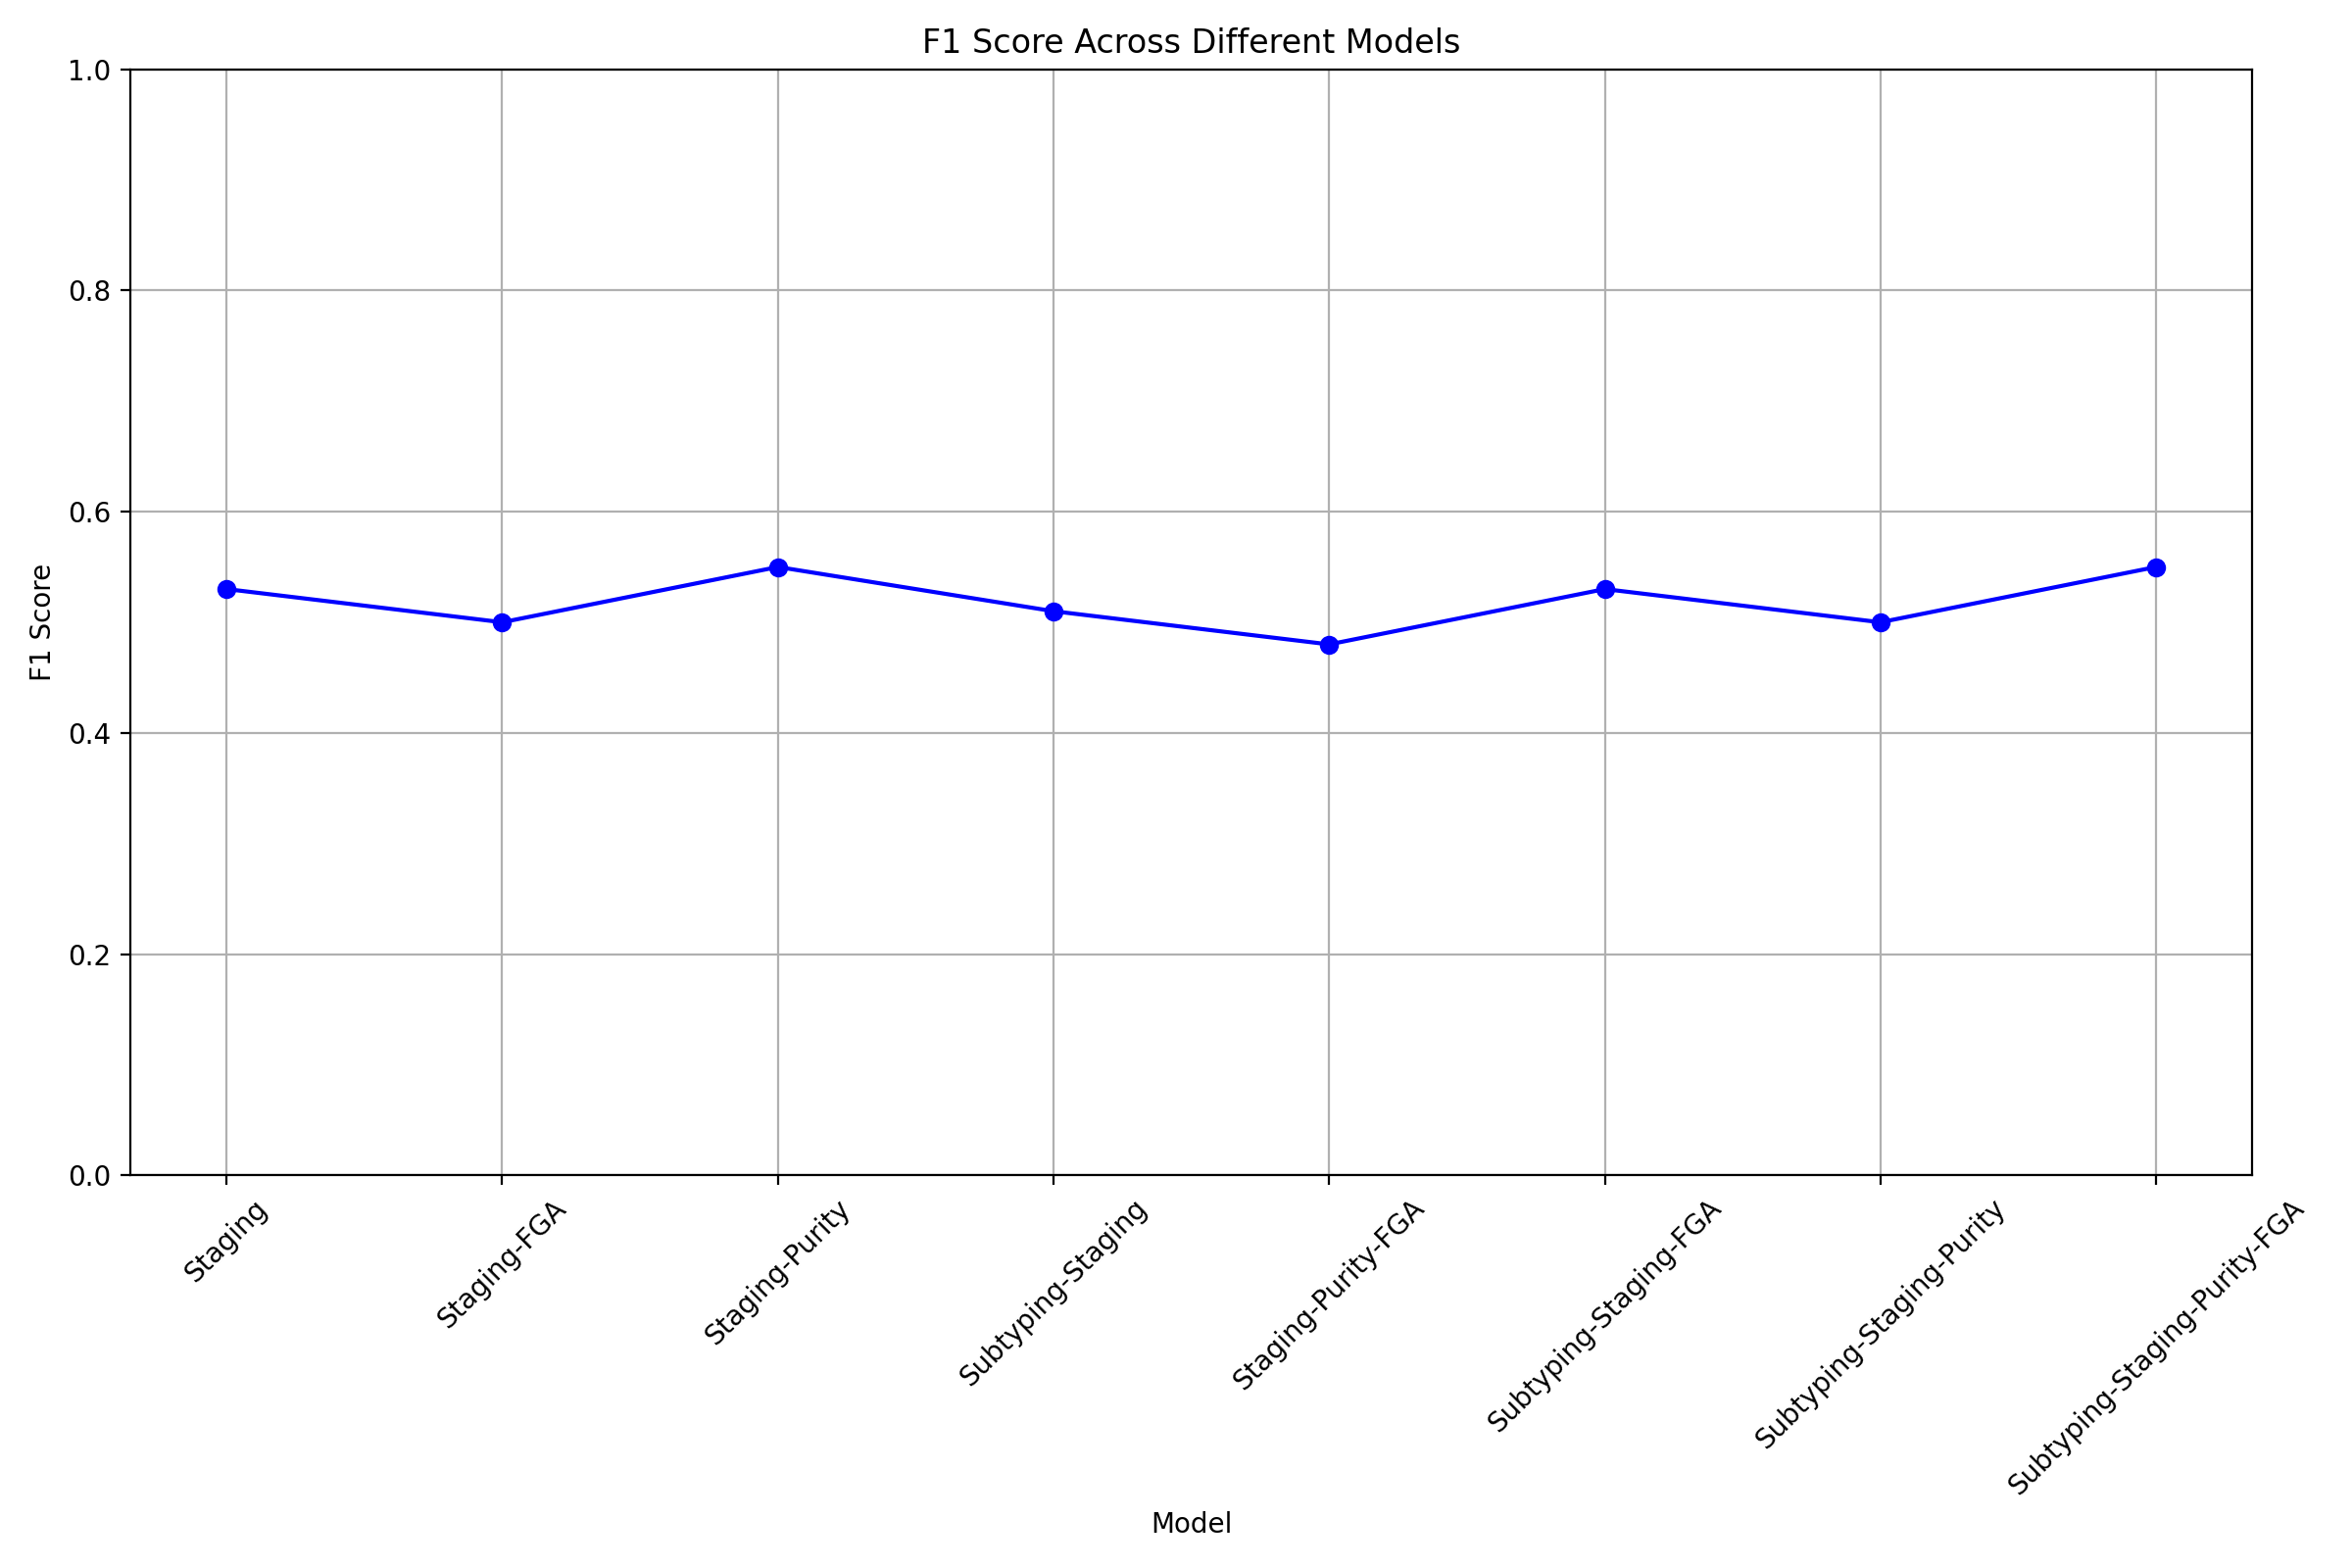 F1 Score Across Different Models
1.0
0.8
0.6
0.4
0.2
0.0
F1 Score
Staging
Staging-FGA
Staging-Purity
Subtyping-Staging
Staging-Purity-FGA
Subtyping-Staging-FGA
Subtyping-Staging-Purity
Subtyping-Staging-Purity-FGA
Model